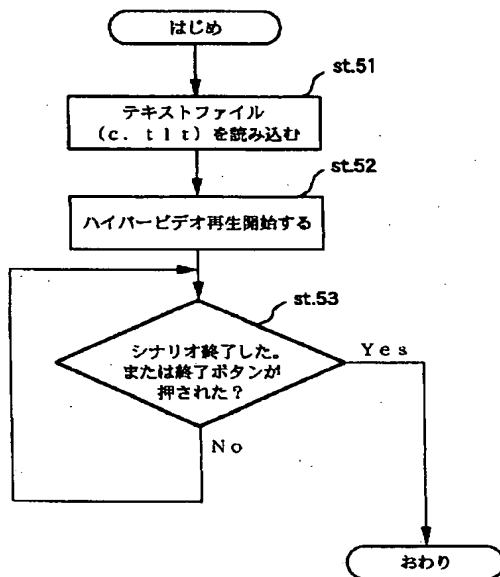 はじめ
st.51
テキストファイル
(c. tlt)を読み込む
st.52
ハイパービデオ再生開始する
st.53
シナリオ終了した。
または終了ボタンが
押された？
Yes
No
おわり